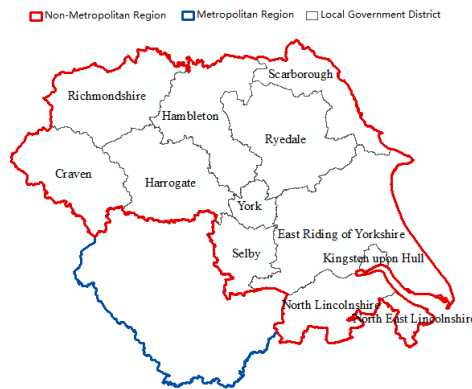 Non-Metropolitan Region Metropolitan Region Local Government District
Scarborough
Richmondshire
Hambleton
Ryedale
Craven
Harrogate
York
East Riding of Yorkshire
Selby
Kingston upon Hull
North Lincolnshire
North East Lincolnshire